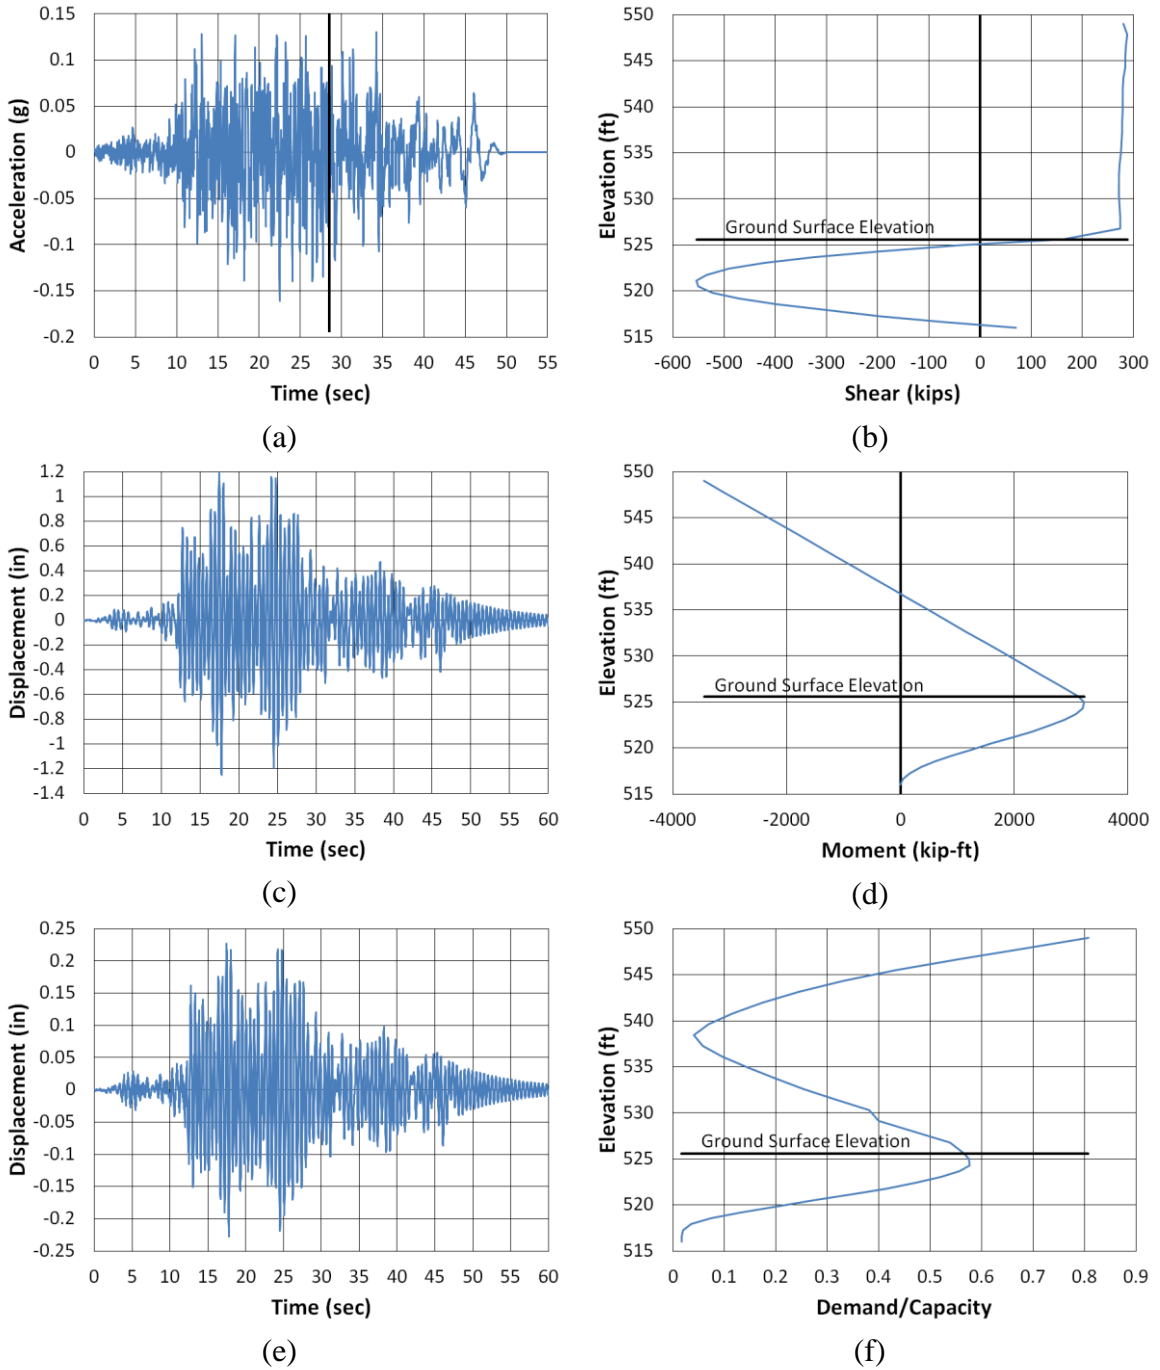 0.15
0.1
0.05
0
-0.05
-0.1
-0.15
-0.2
Acceleration (g)
0 5 10 15 20 25 30 35 40 45 50 55
Time (sec)
(a)
550
545
540
535
530
525
520
515
Elevation (ft)
Ground Surface Elevation
-600 -500 -400 -300 -200 -100 0 100 200 300
Shear (kips)
(b)
1.2
1
0.8
0.6
0.4
0.2
0
-0.2
-0.4
-0.6
-0.8
-1
-1.2
-1.4
Displacement (in)
0 5 10 15 20 25 30 35 40 45 50 55 60
Time (sec)
(c)
550
545
540
535
530
525
520
515
Elevation (ft)
Ground Surface Elevation
-4000 -2000 0 2000 4000
Moment (kip-ft)
(d)
0.25
0.2
0.15
0.1
0.05
0
-0.05
-0.1
-0.15
-0.2
-0.25
Displacement (in)
0 5 10 15 20 25 30 35 40 45 50 55 60
Time (sec)
(e)
550
545
540
535
530
525
520
515
Elevation (ft)
Ground Surface Elevation
0 0.1 0.2 0.3 0.4 0.5 0.6 0.7 0.8 0.9
Demand/Capacity
(f)